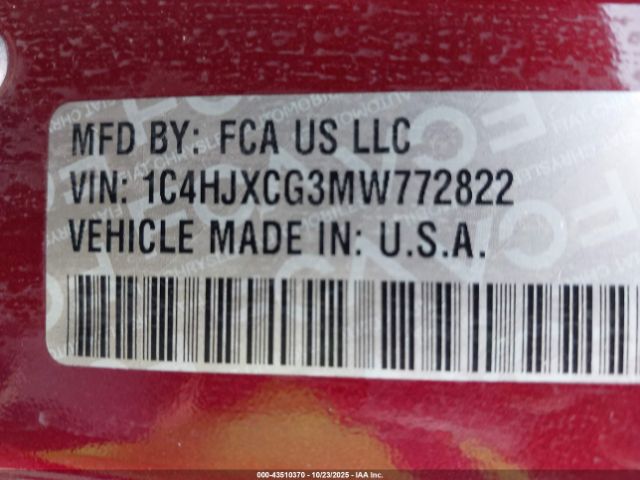 MFD BY: FCA US LLC
VIN: 1C4HJXCG3MW772822
VEHICLE MADE IN: U.S.A.
000-43510370 - 10/23/2025 - IAA Inc.